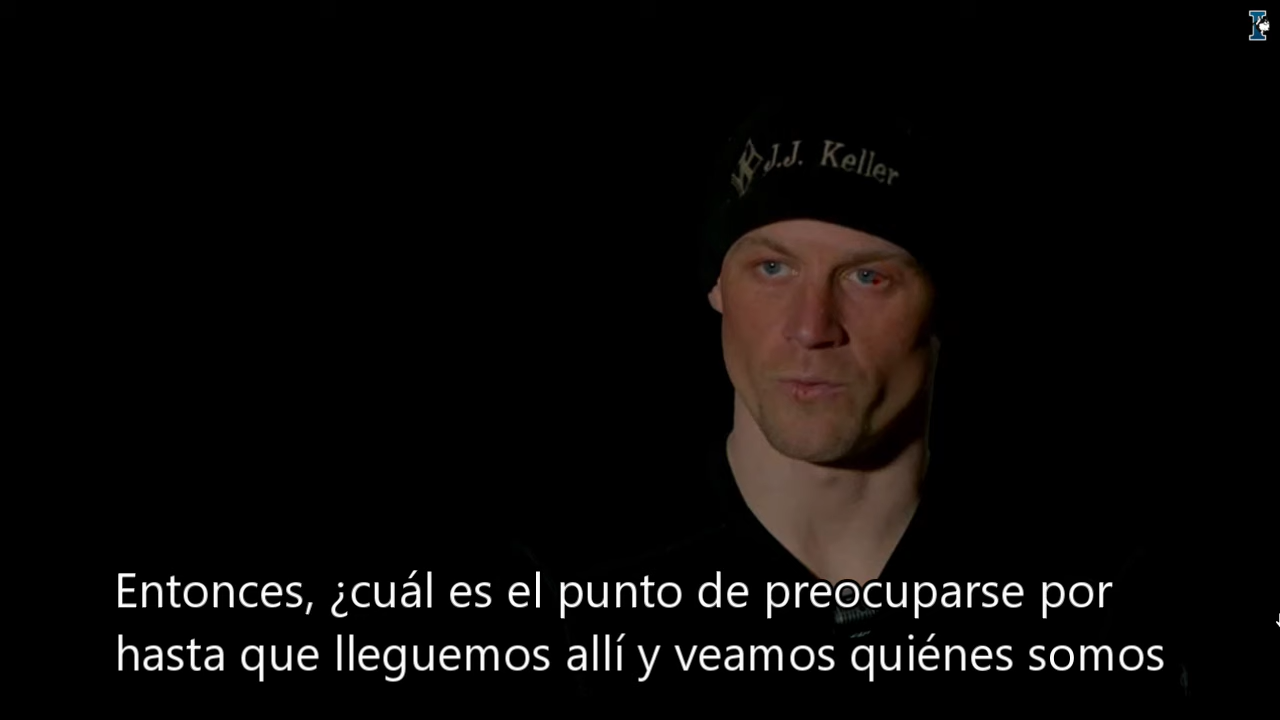 J.J. Keller
Entonces, ¿cuál es el punto de preocuparse por
hasta que lleguemos allí y veamos quiénes somos